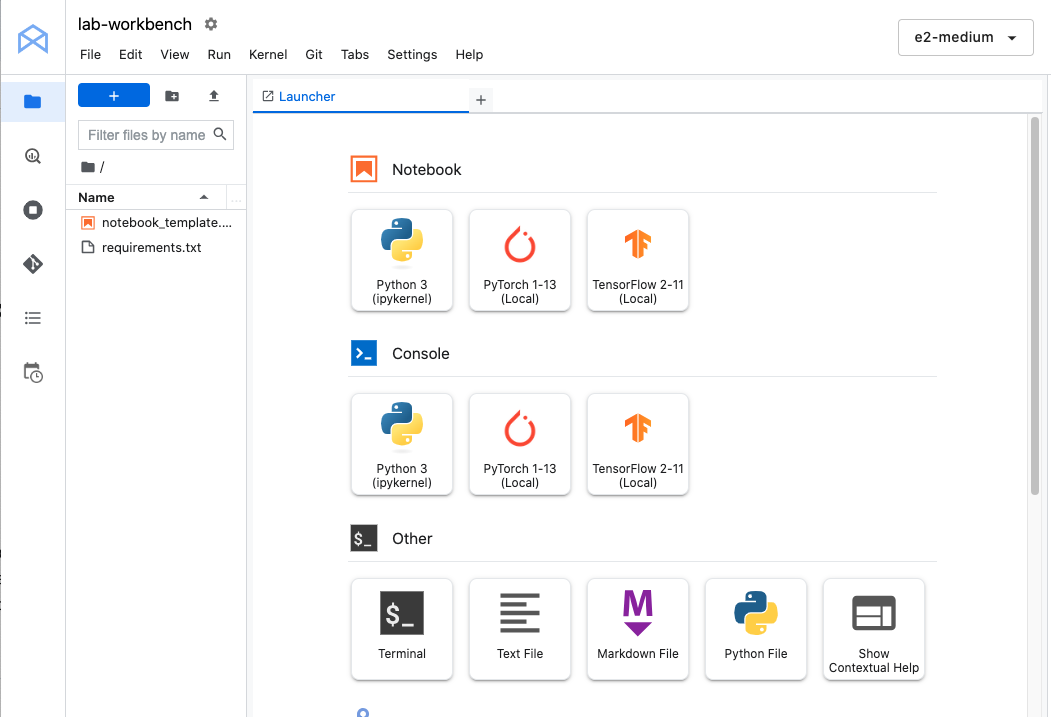 lab-workbench
File Edit View Run Kernel Git Tabs Settings Help
e2-medium
+
Launcher
+
Filter files by name
/
Name
...
notebook_template....
requirements.txt
Notebook
Python 3
(ipykernel)
PyTorch 1-13
(Local)
TensorFlow 2-11
(Local)
Console
Python 3
(ipykernel)
PyTorch 1-13
(Local)
TensorFlow 2-11
(Local)
$_ Other
$_
Terminal
Text File
M
Markdown File
Python File
Show
Contextual Help